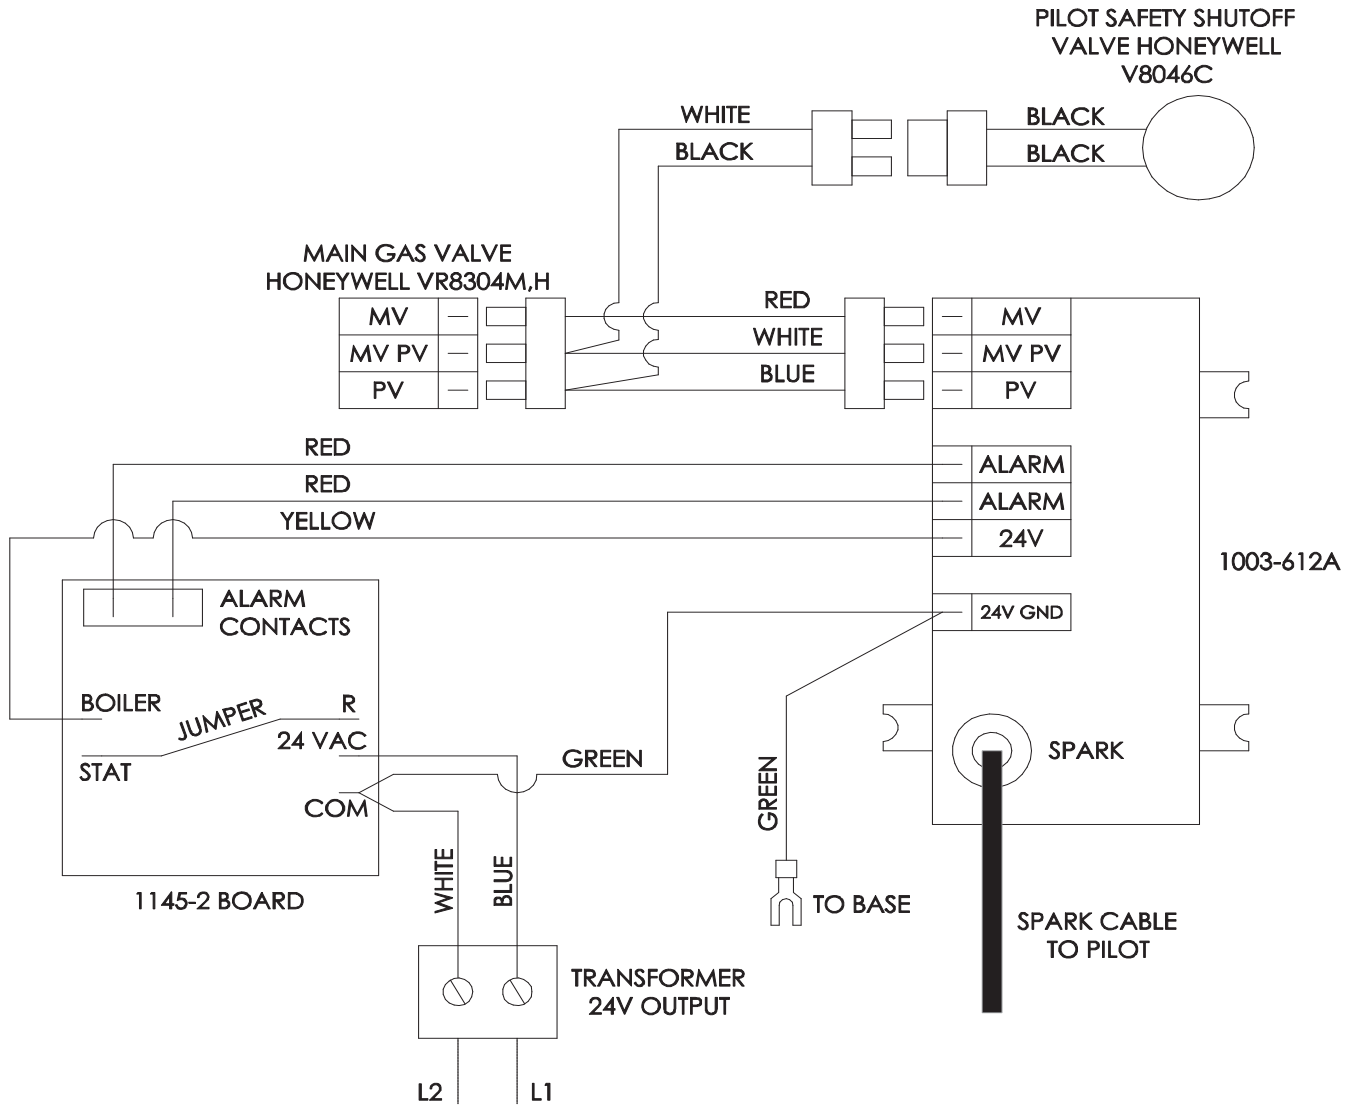 PILOT SAFETY SHUTOFF
VALVE HONEYWELL
V8046C
WHITE
BLACK
BLACK
BLACK
MAIN GAS VALVE
HONEYWELL VR8304M,H
MV
MV PV
PV
RED
WHITE
BLUE
MV
MV PV
PV
RED
RED
YELLOW
ALARM
ALARM
24V
24V GND
1003-612A
ALARM
CONTACTS
BOILER
JUMPER
R
24 VAC
STAT
COM
GREEN
GREEN
SPARK
1145-2 BOARD
WHITE
BLUE
TO BASE
SPARK CABLE
TO PILOT
TRANSFORMER
24V OUTPUT
L2
L1